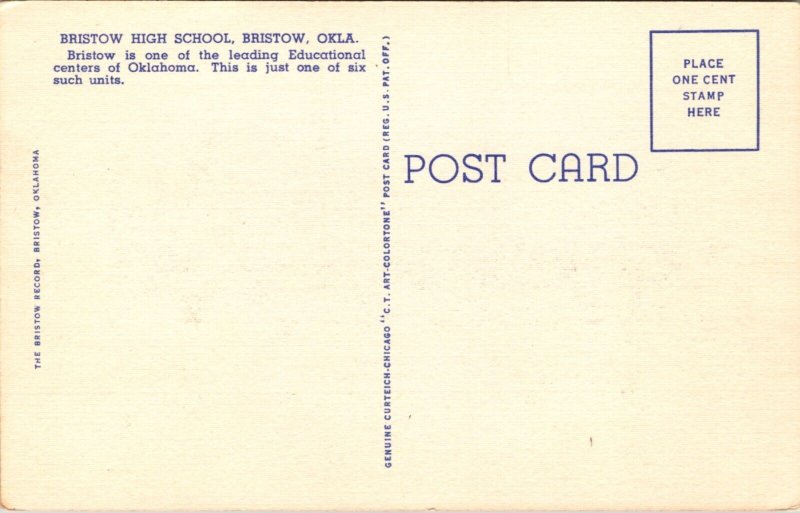 BRISTOW HIGH SCHOOL, BRISTOW, OKLA.
Bristow is one of the leading Educational
centers of Oklahoma. This is just one of six
such units.
THE BRISTOW RECORD, BRISTOW, OKLAHOMA
GENUINE CURTEICH-CHICAGO "C.T. ART-COLORTONE" POST CARD (REG. U.S. PAT. OFF.)
POST CARD
PLACE
ONE CENT
STAMP
HERE